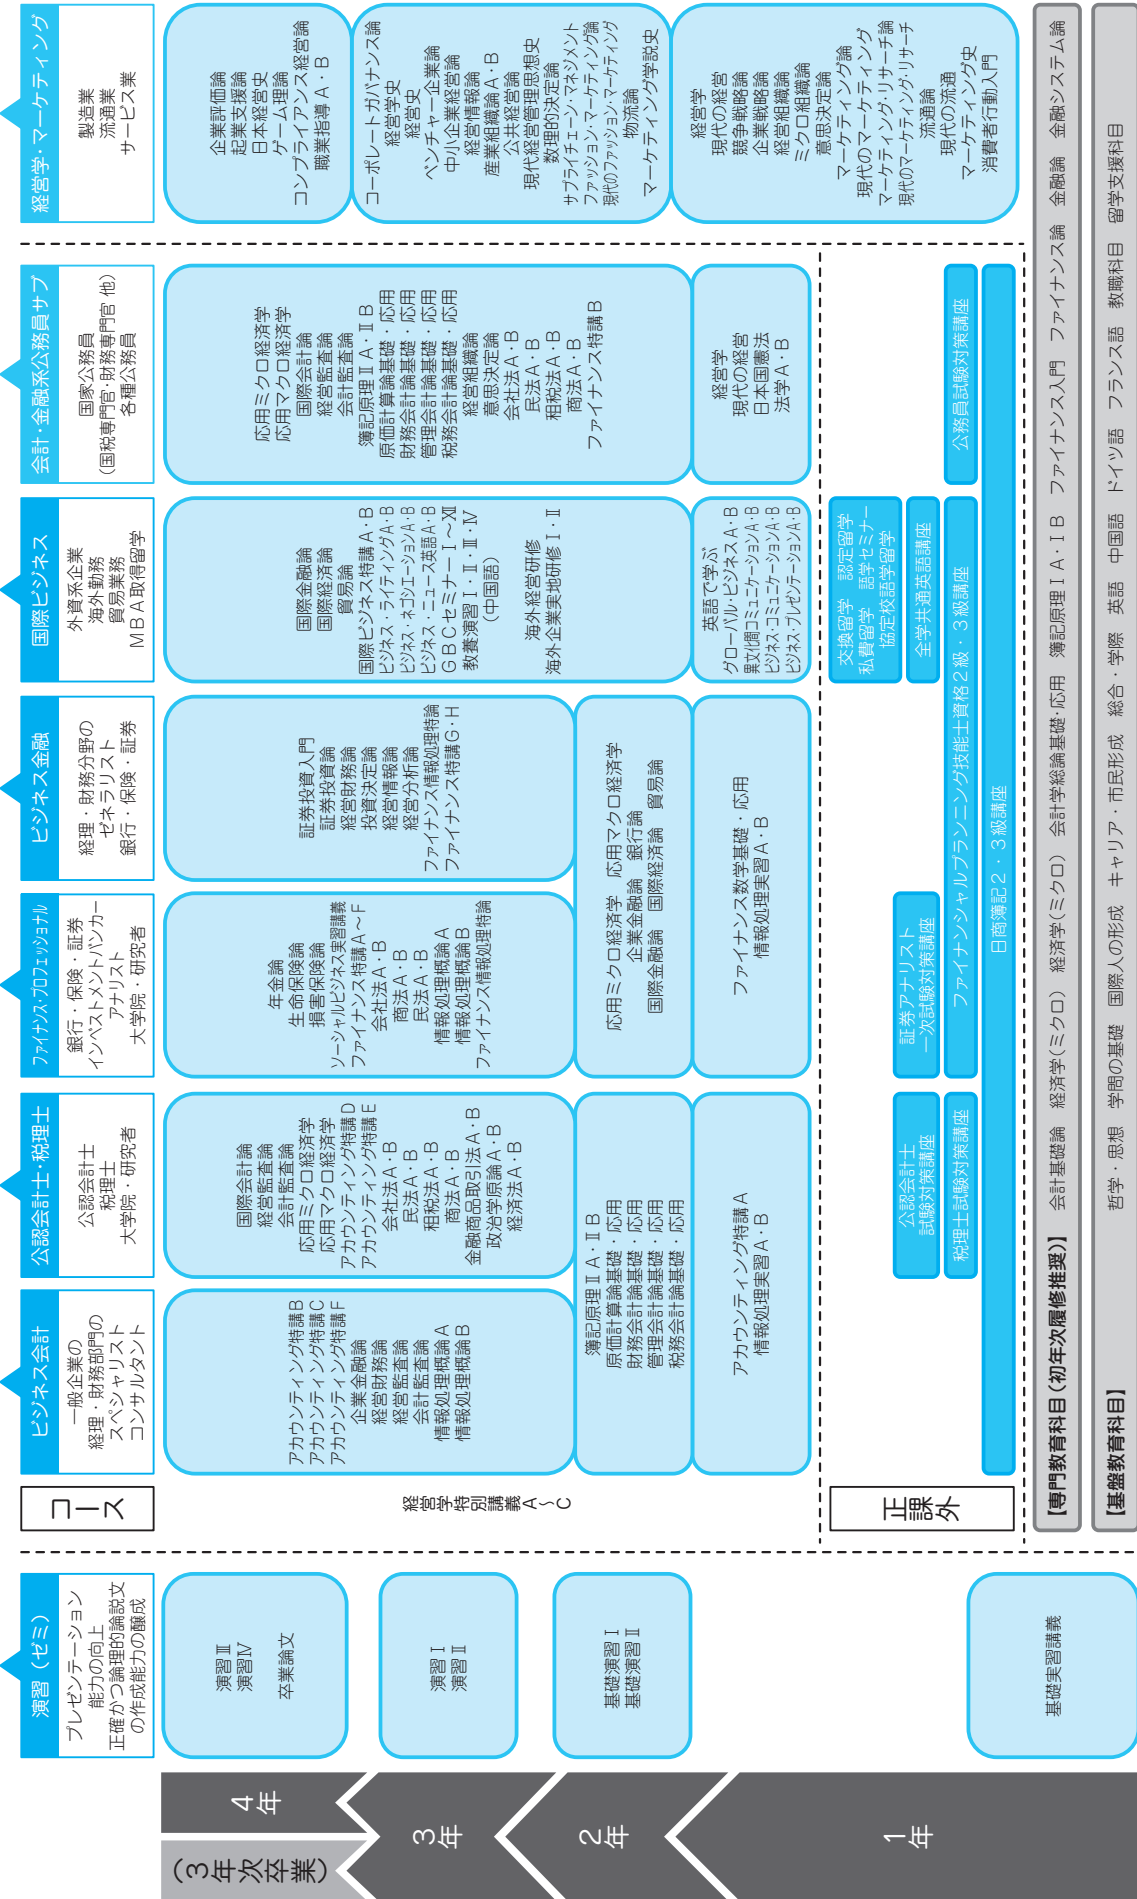 演習（ゼミ）
プレゼンテーション
能力の向上
正確かつ論理的論説文
の作成能力の醸成
演習Ⅲ
演習Ⅳ
卒業論文
演習Ⅰ
演習Ⅱ
基礎演習Ⅰ
基礎演習Ⅱ
基礎実習講義
（3年次卒業）
4年
3年
2年
1年
コース
経営学特別講義A～C
正課外
ビジネス会計
一般企業の
経理・財務部門の
スペシャリスト
コンサルタント
アカウンティング特講B
アカウンティング特講C
アカウンティング特講F
企業金融論
経営財務論
経営監査論
会計監査論
情報処理概論A
情報処理概論B
公認会計士・税理士
公認会計士
税理士
大学院・研究者
国際会計論
経営監査論
会計監査論
応用ミクロ経済学
応用マクロ経済学
アカウンティング特講D
アカウンティング特講E
会社法A・B
民法A・B
租税法A・B
商法A・B
金融商品取引法A・B
政治学原論A・B
経済法A・B
簿記原理ⅡA・ⅡB
原価計算論基礎・応用
財務会計論基礎・応用
管理会計論基礎・応用
税務会計論基礎・応用
アカウンティング特講A
情報処理実習A・B
公認会計士
試験対策講座
税理士試験対策講座
ファイナンス・プロフェッショナル
銀行・保険・証券
インベストメントバンカー
アナリスト
大学院・研究者
年金論
生命保険論
損害保険論
ソーシャルビジネス実習講義
ファイナンス特講A～F
会社法A・B
商法A・B
民法A・B
情報処理概論A
情報処理概論B
ファイナンス情報処理特論
ビジネス金融
経理・財務分野の
ゼネラリスト
銀行・保険・証券
証券投資入門
証券投資論
経営財務論
投資決定論
経営情報論
経営分析論
ファイナンス情報処理特論
ファイナンス特講G・H
応用ミクロ経済学　応用マクロ経済学
企業金融論　銀行論
国際金融論　国際経済論　貿易論
ファイナンス数学基礎・応用
情報処理実習A・B
証券アナリスト
一次試験対策講座
ファイナンシャルプランニング技能士資格2級・3級講座
日商簿記2・3級講座
国際ビジネス
外資系企業
海外勤務
貿易業務
MBA取得留学
国際金融論
国際経済論
貿易論
国際ビジネス特講A・B
ビジネス・ライティングA・B
ビジネス・ネゴシエーションA・B
ビジネス・ニュース英語A・B
GBCセミナーⅠ～Ⅻ
教養演習Ⅰ・Ⅱ・Ⅲ・Ⅳ
（中国語）
海外経営研修
海外企業実地研修Ⅰ・Ⅱ
英語で学ぶ
グローバル・ビジネスA・B
異文化間コミュニケーションA・B
ビジネス・コミュニケーションA・B
ビジネス・プレゼンテーションA・B
交換留学　認定留学
私費留学　語学セミナー
協定校語学留学
全学共通英語講座
会計・金融系公務員サブ
国家公務員
（国税専門官・財務専門官 他）
各種公務員
応用ミクロ経済学
応用マクロ経済学
国際会計論
経営監査論
会計監査論
簿記原理ⅡA・ⅡB
原価計算論基礎・応用
財務会計論基礎・応用
管理会計論基礎・応用
税務会計論基礎・応用
経営組織論
意思決定論
会社法A・B
民法A・B
租税法A・B
商法A・B
ファイナンス特講B
経営学
現代の経営
日本国憲法
法学A・B
公務員試験対策講座
経営学・マーケティング
製造業
流通業
サービス業
企業評価論
起業支援論
日本経営史
ゲーム理論
コンプライアンス経営論
職業指導A・B
コーポレートガバナンス論
経営学史
経営史
ベンチャー企業論
中小企業経営論
経営情報論
産業組織論A・B
公共経営論
現代経営管理思想史
数理的決定論
サプライチェーン・マネジメント
ファッション・マーケティング論
現代のファッション・マーケティング
物流論
マーケティング学説史
経営学
現代の経営
競争戦略論
企業戦略論
経営組織論
ミクロ組織論
意思決定論
マーケティング論
現代のマーケティング
マーケティング・リサーチ論
現代のマーケティング・リサーチ
流通論
現代の流通
マーケティング史
消費者行動入門
【専門教育科目（初年次履修推奨）】　会計基礎論　経済学（ミクロ）　経済学（ミクロ）　会計学総論基礎・応用　簿記原理ⅠA・ⅠB　ファイナンス入門　ファイナンス論　金融論　金融システム論
【基盤教育科目】　哲学・思想　学問の基礎　国際人の形成　キャリア・市民形成　総合・学際　英語　中国語　ドイツ語　フランス語　教職科目　留学支援科目